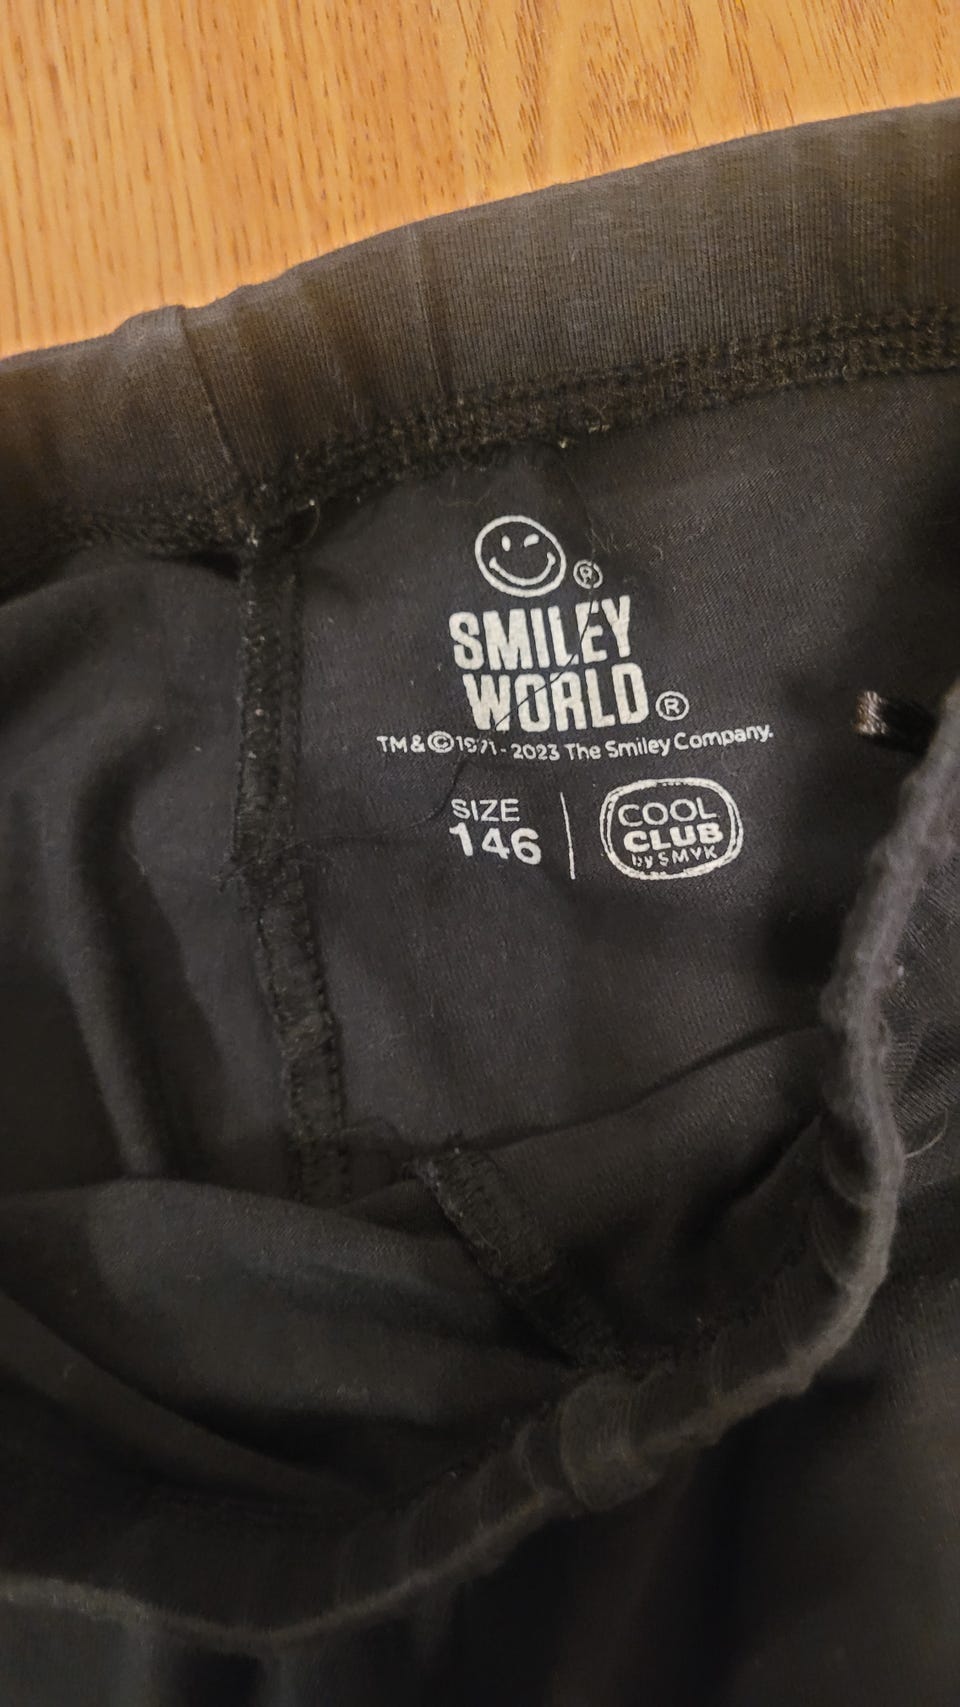 ®
SMILEY
WORLD®
TM & © 1971 - 2023 The Smiley Company.
SIZE
146
COOL
CLUB
by SMYK